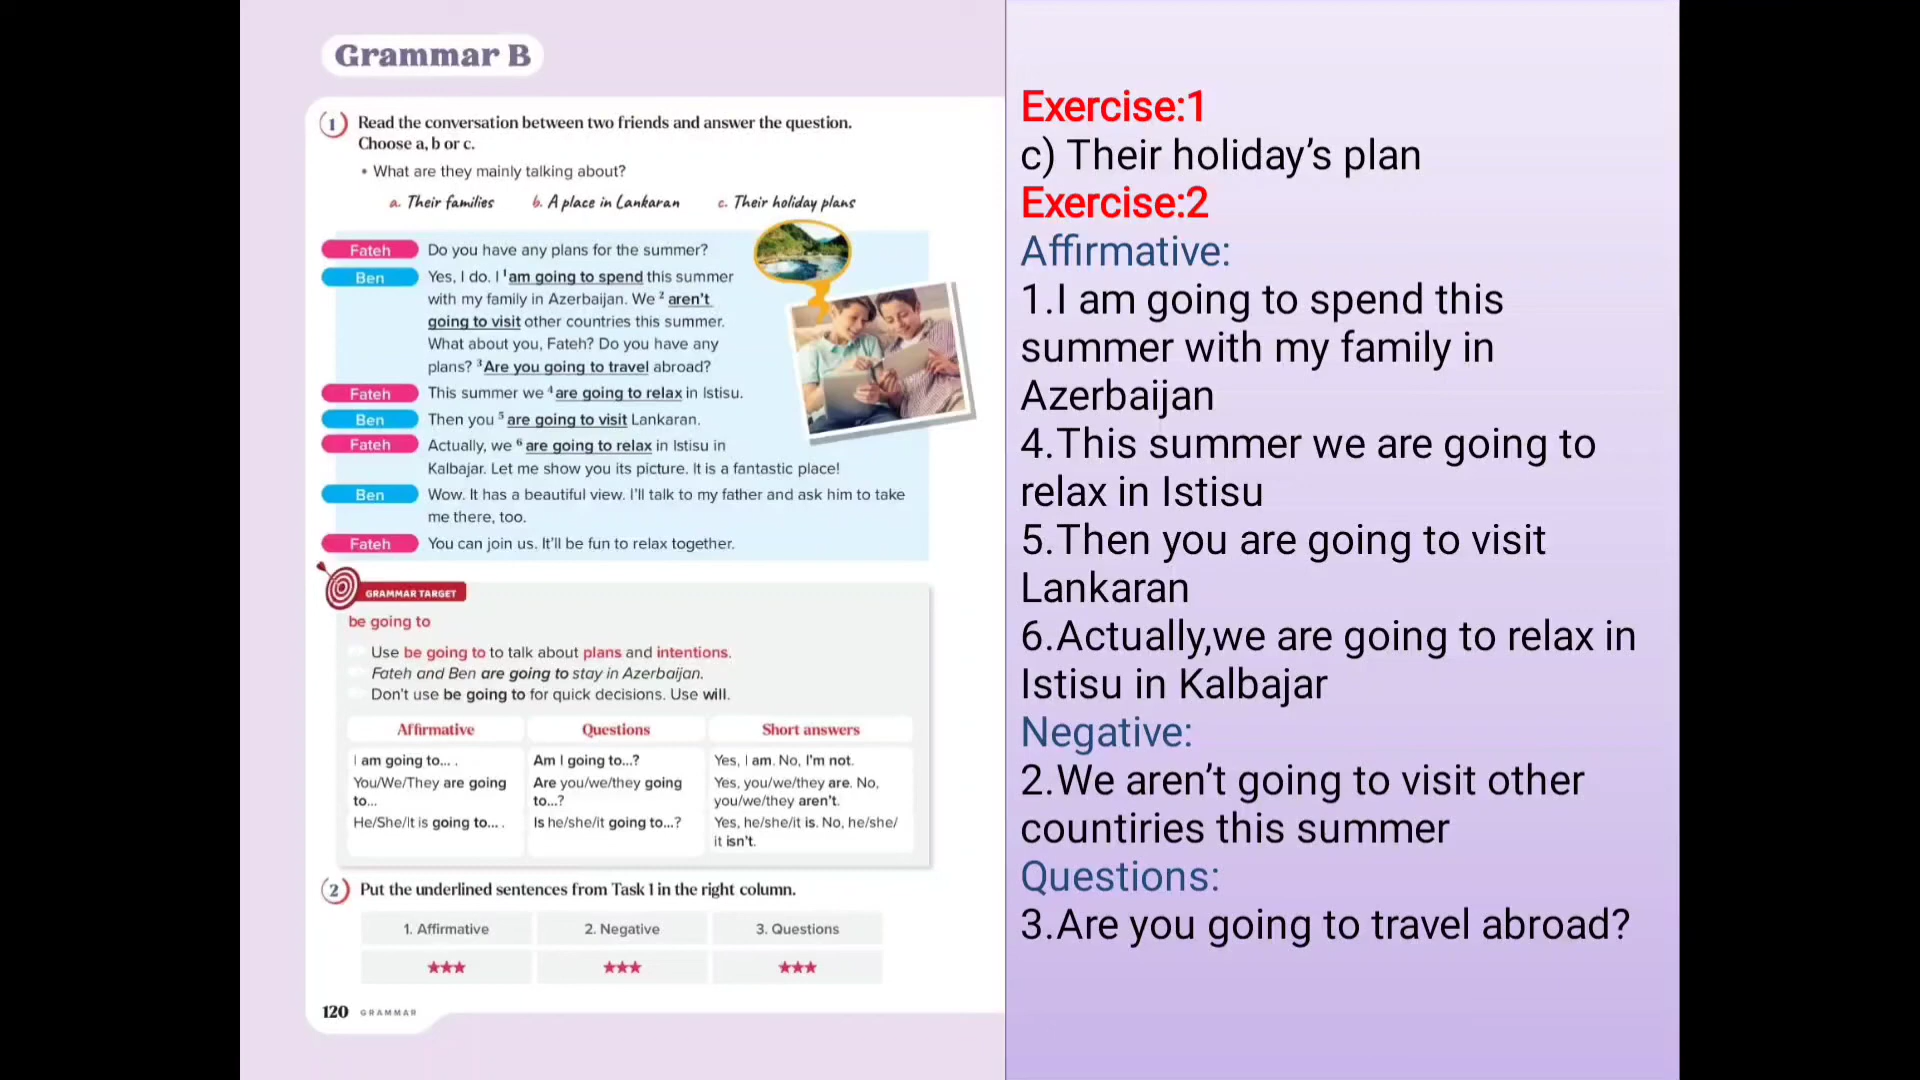 Grammar B
1 Read the conversation between two friends and answer the question.
Choose a, b or c.
• What are they mainly talking about?
a. Their families b. A place in Lankaran c. Their holiday plans
Fateh Do you have any plans for the summer?
Ben Yes, I do. I ¹am going to spend this summer
with my family in Azerbaijan. We ² aren't
going to visit other countries this summer.
What about you, Fateh? Do you have any
plans? ³Are you going to travel abroad?
Fateh This summer we ⁴are going to relax in Istisu.
Ben Then you ⁵ are going to visit Lankaran.
Fateh Actually, we ⁶ are going to relax in Istisu in
Kalbajar. Let me show you its picture. It is a fantastic place!
Ben Wow. It has a beautiful view. I'll talk to my father and ask him to take
me there, too.
Fateh You can join us. It'll be fun to relax together.
GRAMMAR TARGET
be going to
Use be going to to talk about plans and intentions.
Fateh and Ben are going to stay in Azerbaijan.
Don't use be going to for quick decisions. Use will.
Affirmative Questions Short answers
I am going to... . Am I going to...? Yes, I am. No, I'm not.
You/We/They are going Are you/we/they going Yes, you/we/they are. No,
to... to...? you/we/they aren't.
He/She/It is going to... . Is he/she/it going to...? Yes, he/she/it is. No, he/she/
it isn't.
2 Put the underlined sentences from Task 1 in the right column.
1. Affirmative 2. Negative 3. Questions
★★★ ★★★ ★★★
120 GRAMMAR
Exercise:1
c) Their holiday’s plan
Exercise:2
Affirmative:
1.I am going to spend this
summer with my family in
Azerbaijan
4.This summer we are going to
relax in Istisu
5.Then you are going to visit
Lankaran
6.Actually,we are going to relax in
Istisu in Kalbajar
Negative:
2.We aren’t going to visit other
countiries this summer
Questions:
3.Are you going to travel abroad?